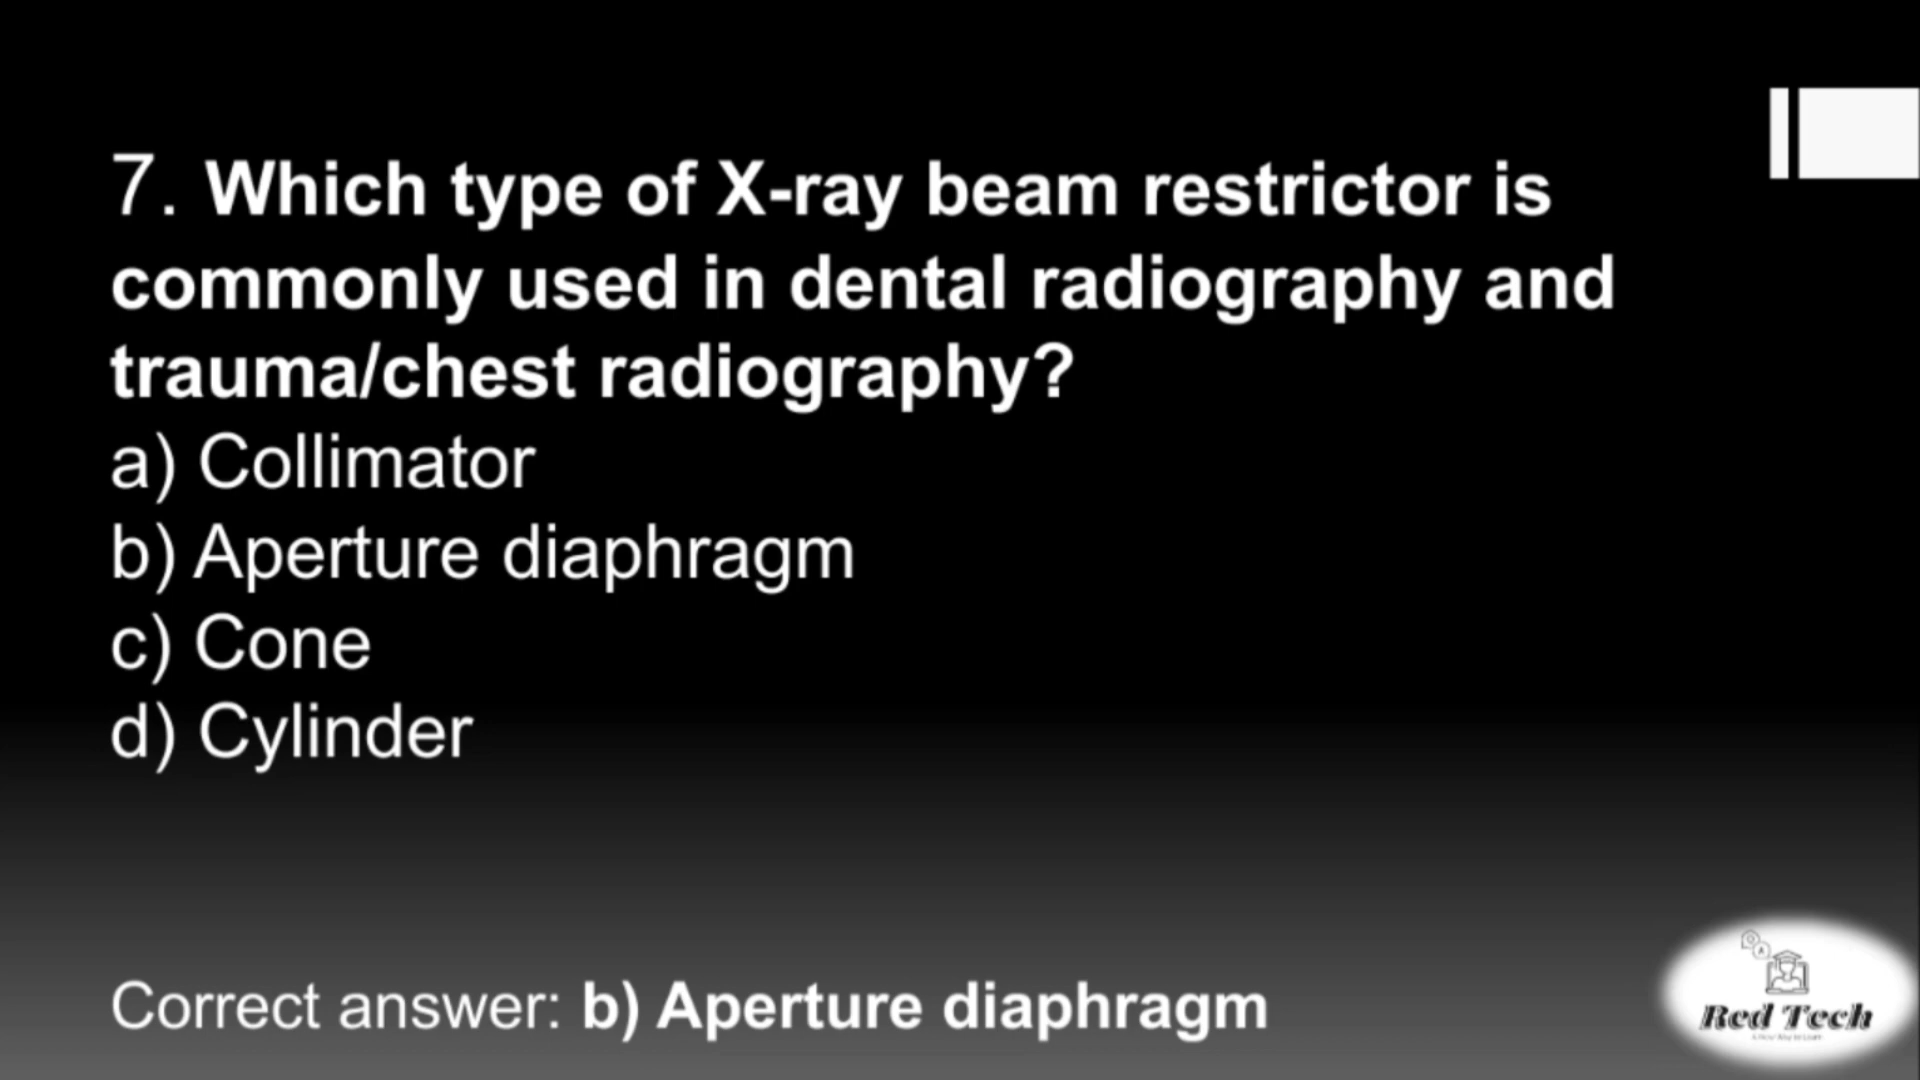 7. Which type of X-ray beam restrictor is
commonly used in dental radiography and
trauma/chest radiography?
a) Collimator
b) Aperture diaphragm
c) Cone
d) Cylinder
Correct answer: b) Aperture diaphragm
Q
A
Red Tech